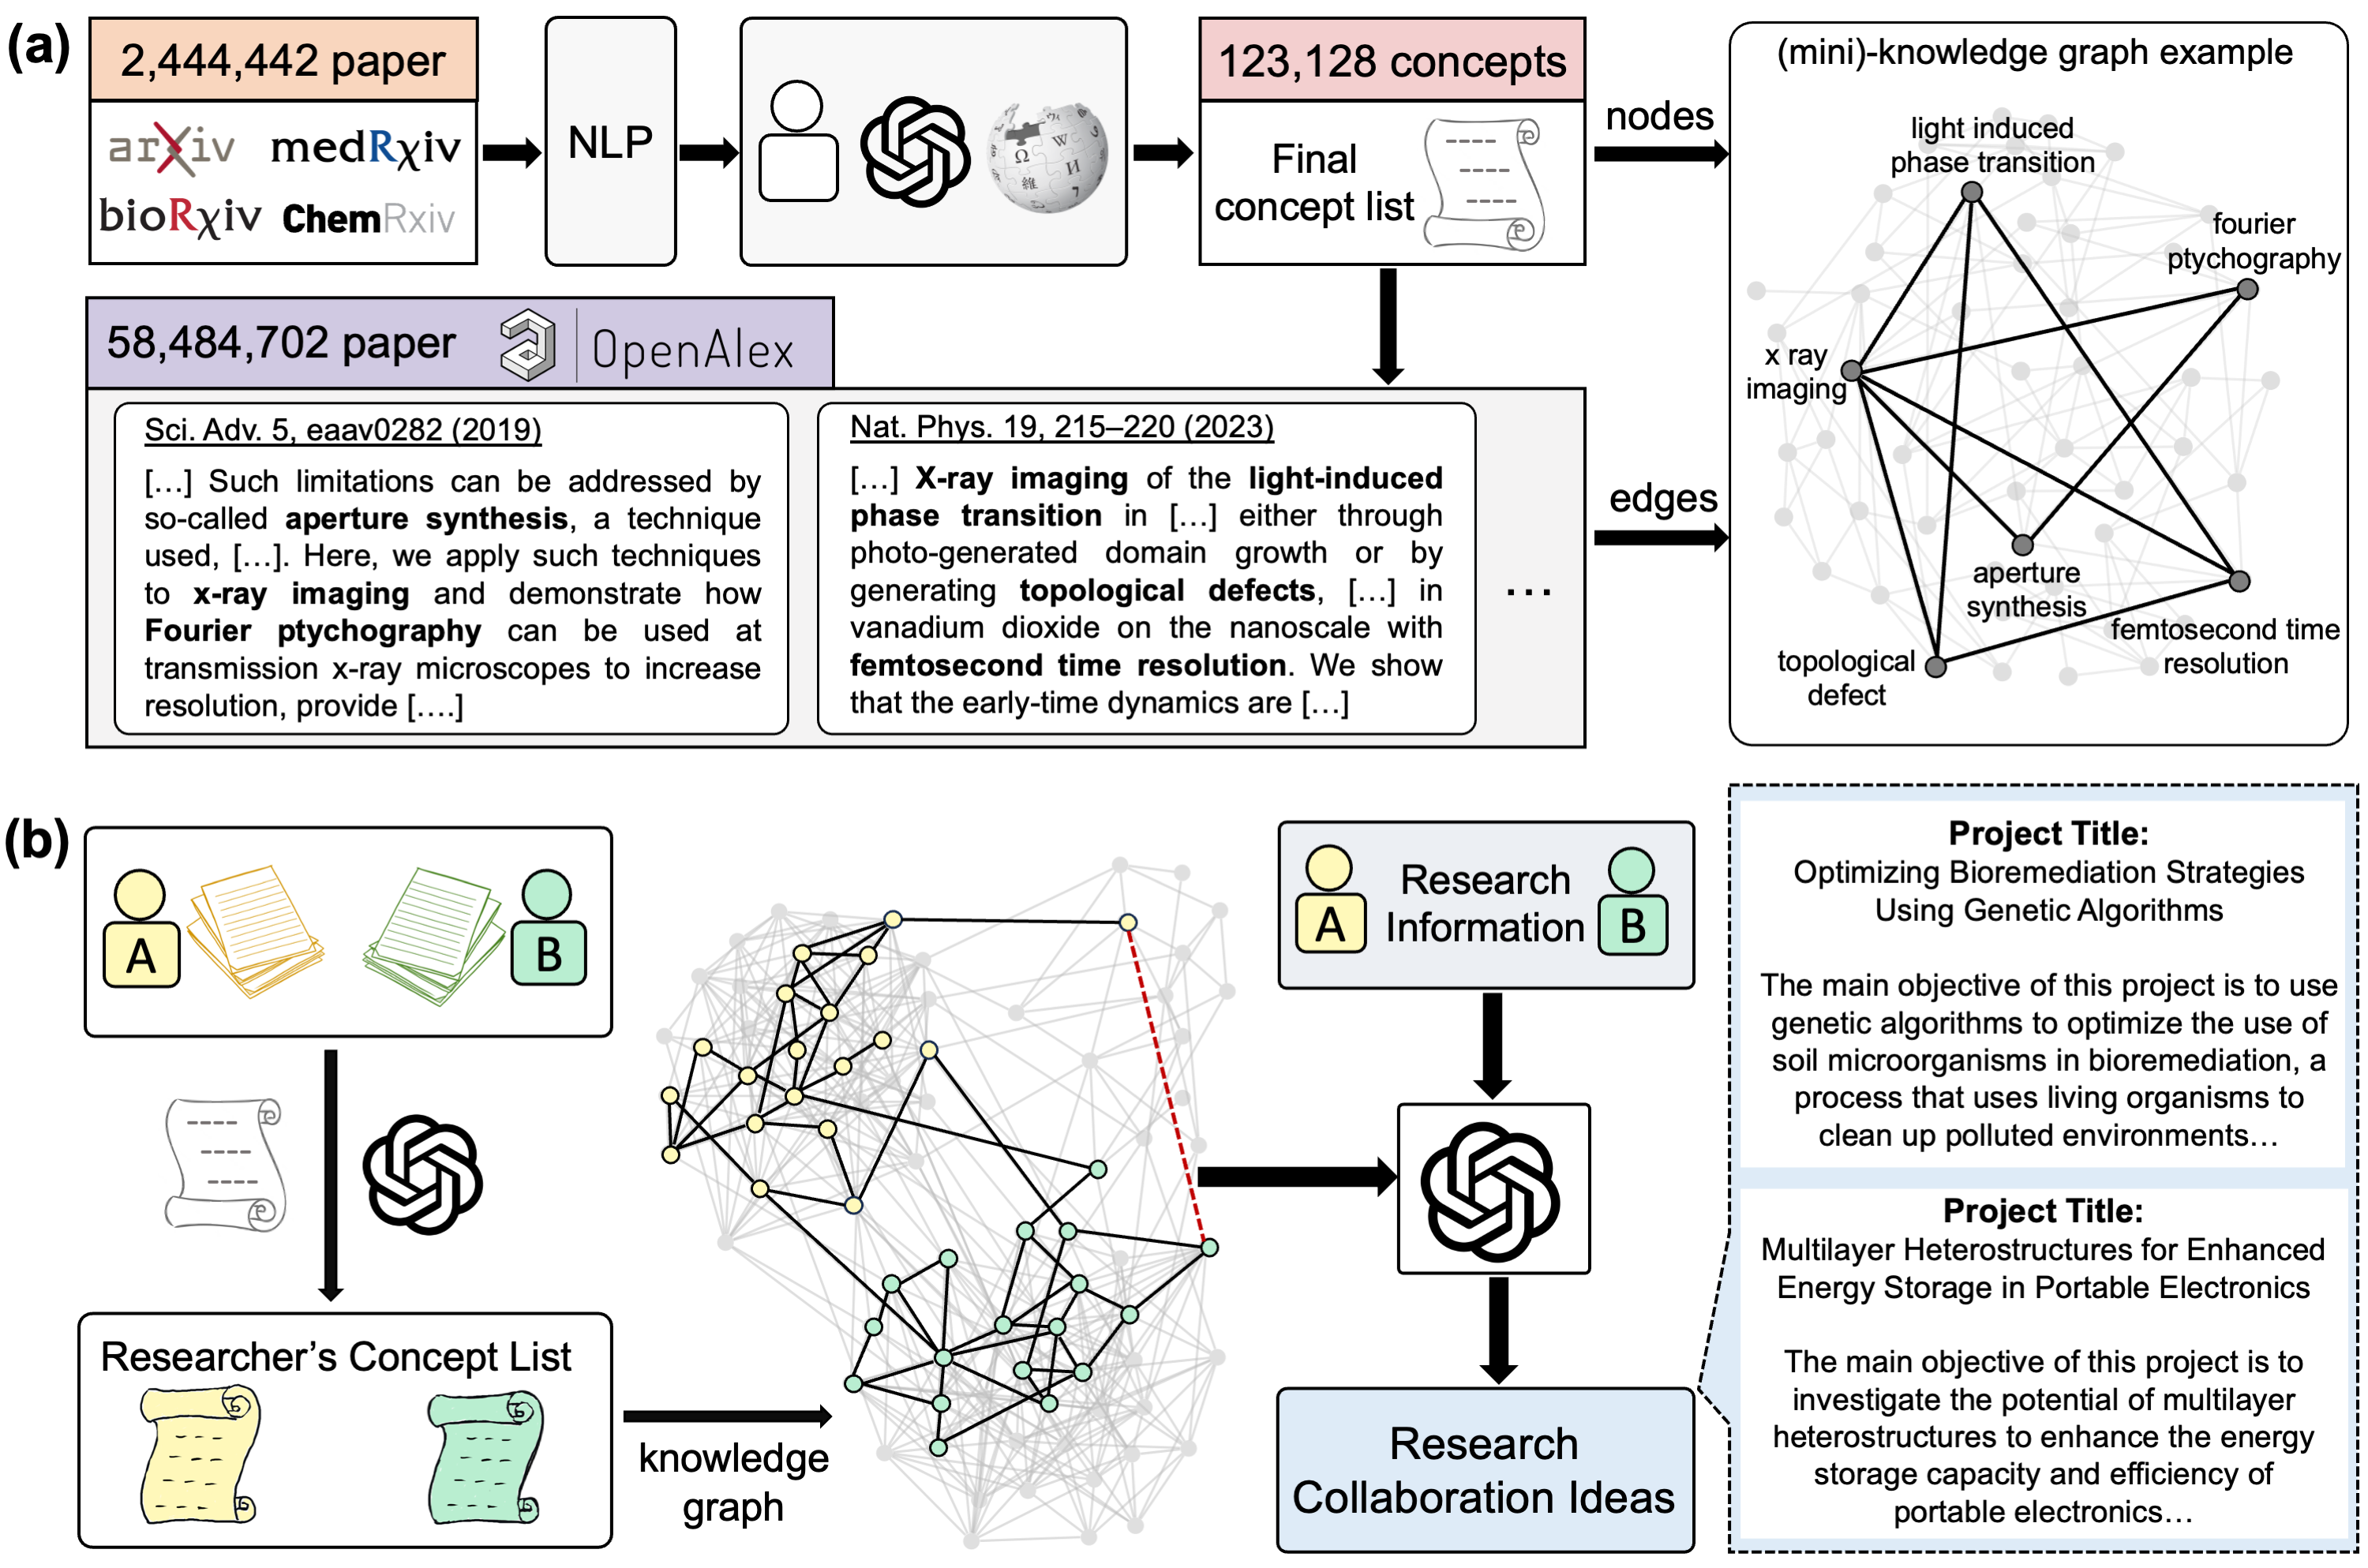 (a)
2,444,442 paper
arXiv
medRχiv
bioRχiv
ChemRxiv
NLP
Ω
W
И
維
123,128 concepts
Final
concept list
nodes
(mini)-knowledge graph example
light induced
phase transition
fourier
ptychography
x ray
imaging
aperture
synthesis
femtosecond time
resolution
topological
defect
58,484,702 paper
OpenAlex
Sci. Adv. 5, eaav0282 (2019)
[…] Such limitations can be addressed by
so-called aperture synthesis, a technique
used, […]. Here, we apply such techniques
to x-ray imaging and demonstrate how
Fourier ptychography can be used at
transmission x-ray microscopes to increase
resolution, provide [….]
Nat. Phys. 19, 215–220 (2023)
[…] X-ray imaging of the light-induced
phase transition in […] either through
photo-generated domain growth or by
generating topological defects, […] in
vanadium dioxide on the nanoscale with
femtosecond time resolution. We show
that the early-time dynamics are […]
...
edges
(b)
A
B
Researcher’s Concept List
knowledge
graph
A
Research
Information
B
Research
Collaboration Ideas
Project Title:
Optimizing Bioremediation Strategies
Using Genetic Algorithms
The main objective of this project is to use
genetic algorithms to optimize the use of
soil microorganisms in bioremediation, a
process that uses living organisms to
clean up polluted environments…
Project Title:
Multilayer Heterostructures for Enhanced
Energy Storage in Portable Electronics
The main objective of this project is to
investigate the potential of multilayer
heterostructures to enhance the energy
storage capacity and efficiency of
portable electronics…